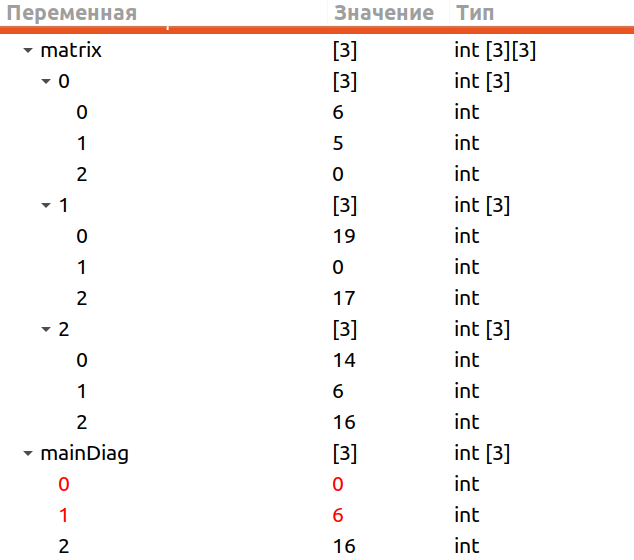 Переменная Значение Тип
matrix [3] int [3][3]
0 [3] int [3]
0 6 int
1 5 int
2 0 int
1 [3] int [3]
0 19 int
1 0 int
2 17 int
2 [3] int [3]
0 14 int
1 6 int
2 16 int
mainDiag [3] int [3]
0 0 int
1 6 int
2 16 int